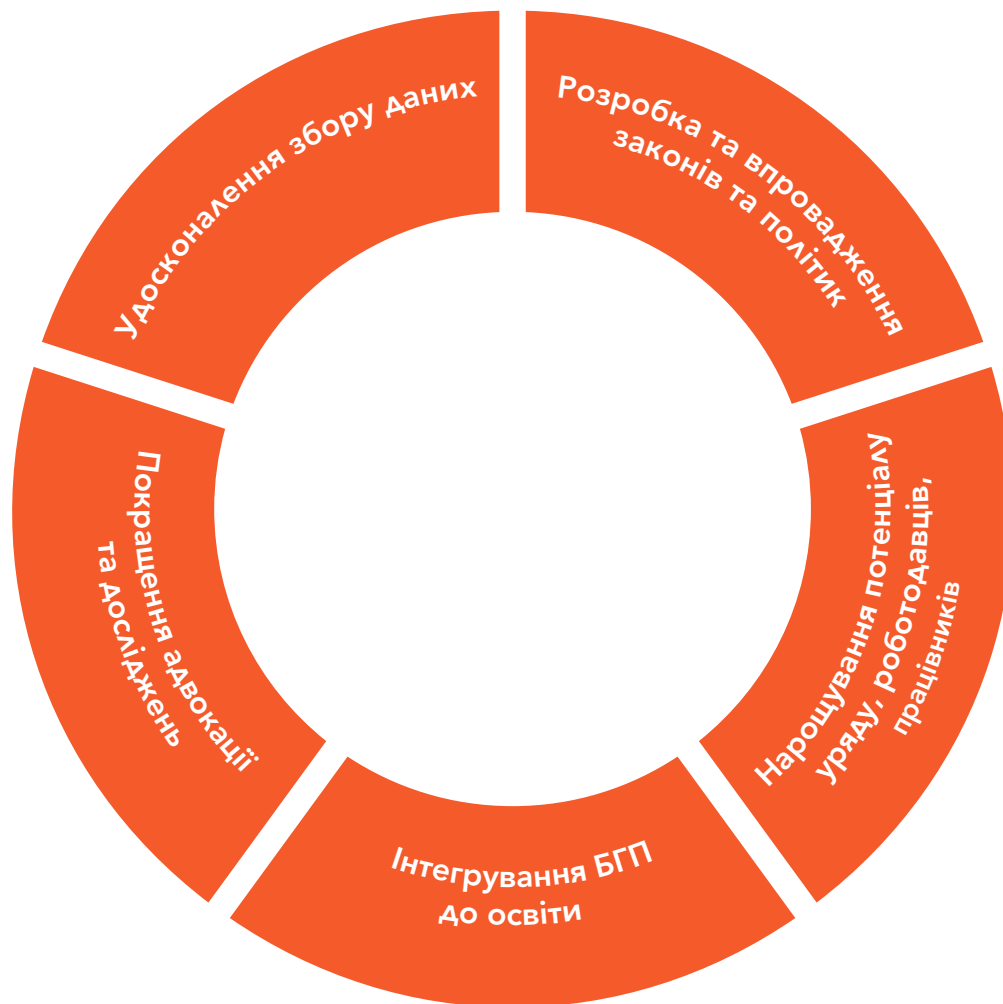 Удосконалення збору даних
Розробка та впровадження
законів та політик
Нарощування потенціалу
уряду, роботодавців,
працівників
Інтегрування БГП
до освіти
Покращення адвокації
та досліджень